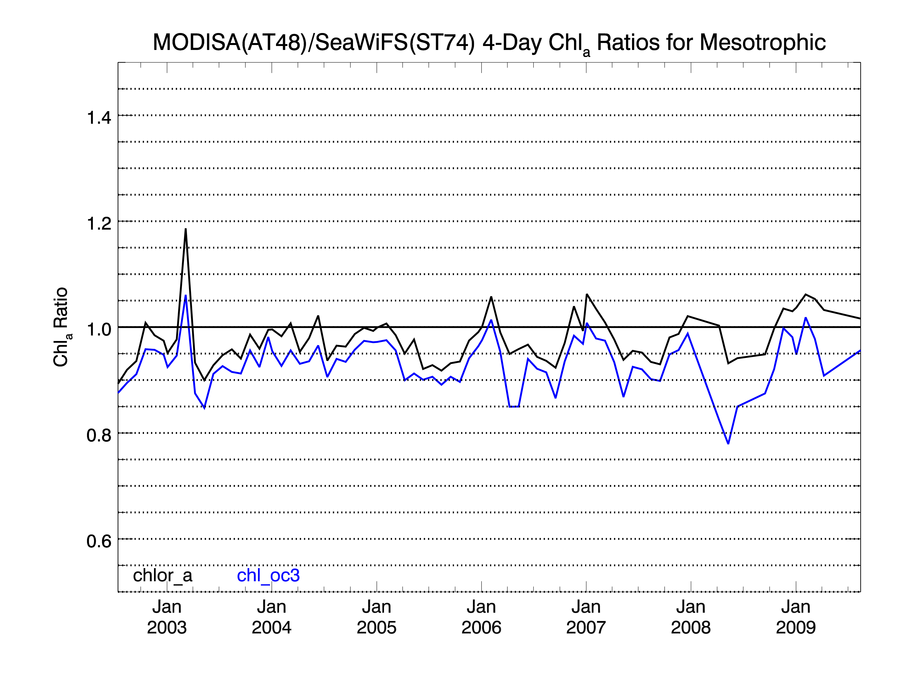 MODISA(AT48)/SeaWiFS(ST74) 4-Day Chla Ratios for Mesotrophic
1.4
1.2
1.0
0.8
0.6
Chla Ratio
chlor_a chl_oc3
Jan Jan Jan Jan Jan Jan Jan
2003 2004 2005 2006 2007 2008 2009